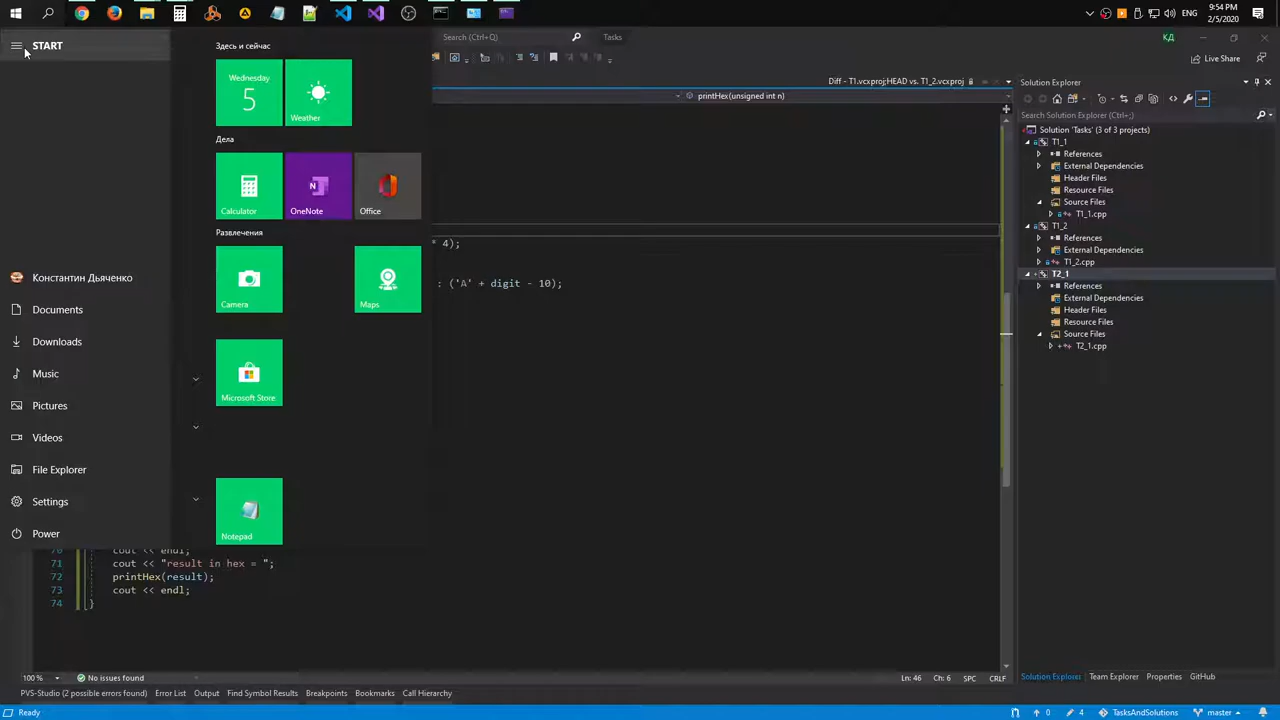 9:54 PM
ENG
2/5/2020
START
Здесь и сейчас
Search (Ctrl+Q)
Tasks
КД
Live Share
Wednesday
5
Weather
Diff - T1.vcxproj;HEAD vs. T1_2.vcxproj
printHex(unsigned int n)
Solution Explorer
Search Solution Explorer (Ctrl+;)
Solution 'Tasks' (3 of 3 projects)
T1_1
References
External Dependencies
Header Files
Resource Files
Source Files
T1_1.cpp
T1_2
References
External Dependencies
T1_2.cpp
T2_1
References
External Dependencies
Header Files
Resource Files
Source Files
T2_1.cpp
Дела
Calculator
OneNote
Office
Развлечения
Camera
Maps
Microsoft Store
Notepad
* 4);
: ('A' + digit - 10);
Константин Дьяченко
Documents
Downloads
Music
Pictures
Videos
File Explorer
Settings
Power
70 cout << endl;
71 cout << "result in hex = ";
72 printHex(result);
73 cout << endl;
74 }
100 %
No issues found
Ln: 46
Ch: 6
SPC
CRLF
Solution Explorer
Team Explorer
Properties
GitHub
PVS-Studio (2 possible errors found)
Error List
Output
Find Symbol Results
Breakpoints
Bookmarks
Call Hierarchy
Ready
0
4
TasksAndSolutions
master